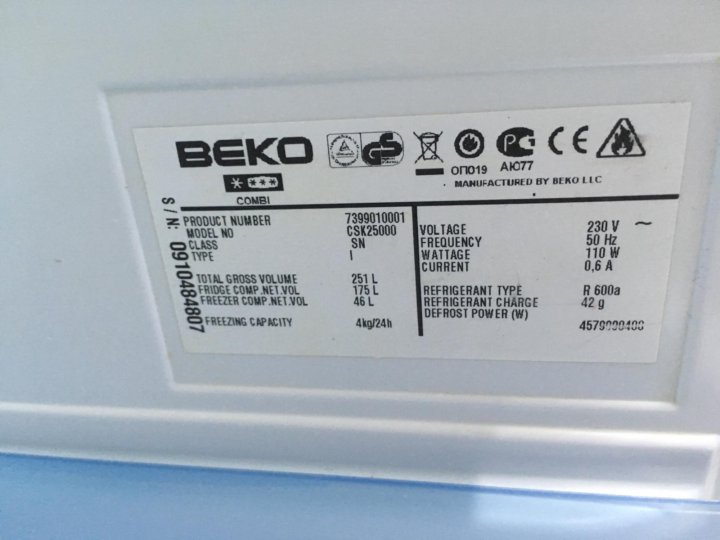 BEKO
GS
ОП019
АЮ77
CE
MANUFACTURED BY BEKO LLC
COMBI
S/N: 0910484807
PRODUCT NUMBER 7399010001
MODEL NO CSK25000
CLASS SN
TYPE I
TOTAL GROSS VOLUME 251 L
FRIDGE COMP.NET.VOL 175 L
FREEZER COMP.NET.VOL 46 L
FREEZING CAPACITY 4kg/24h
VOLTAGE 230 V ~
FREQUENCY 50 Hz
WATTAGE 110 W
CURRENT 0,6 A
REFRIGERANT TYPE R 600a
REFRIGERANT CHARGE 42 g
DEFROST POWER (W)